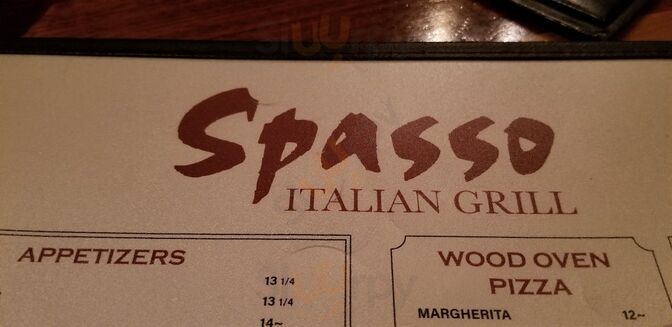 Spasso
ITALIAN GRILL
APPETIZERS
13 1/4
13 1/4
14~
WOOD OVEN
PIZZA
MARGHERITA 12~